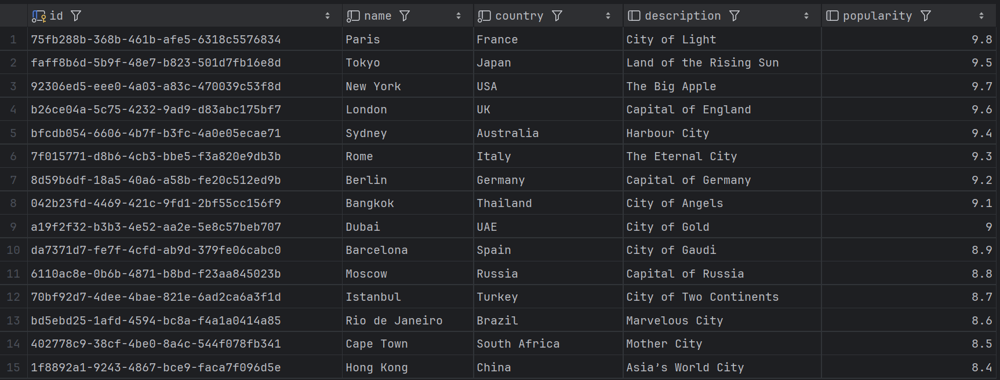 id name country description popularity
1 75fb288b-368b-461b-afe5-6318c5576834 Paris France City of Light 9.8
2 faff8b6d-5b9f-48e7-b823-501d7fb16e8d Tokyo Japan Land of the Rising Sun 9.5
3 92306ed5-eee0-4a03-a83c-470039c53f8d New York USA The Big Apple 9.7
4 b26ce04a-5c75-4232-9ad9-d83abc175bf7 London UK Capital of England 9.6
5 bfcdb054-6606-4b7f-b3fc-4a0e05ecae71 Sydney Australia Harbour City 9.4
6 7f015771-d8b6-4cb3-bbe5-f3a820e9db3b Rome Italy The Eternal City 9.3
7 8d59b6df-18a5-40a6-a58b-fe20c512ed9b Berlin Germany Capital of Germany 9.2
8 042b23fd-4469-421c-9fd1-2bf55cc156f9 Bangkok Thailand City of Angels 9.1
9 a19f2f32-b3b3-4e52-aa2e-5e8c57beb707 Dubai UAE City of Gold 9
10 da7371d7-fe7f-4cfd-ab9d-379fe06cabc0 Barcelona Spain City of Gaudi 8.9
11 6110ac8e-0b6b-4871-b8bd-f23aa845023b Moscow Russia Capital of Russia 8.8
12 70bf92d7-4dee-4bae-821e-6ad2ca6a3f1d Istanbul Turkey City of Two Continents 8.7
13 bd5ebd25-1afd-4594-bc8a-f4a1a0414a85 Rio de Janeiro Brazil Marvelous City 8.6
14 402778c9-38cf-4be0-8a4c-544f078fb341 Cape Town South Africa Mother City 8.5
15 1f8892a1-9243-4867-bce9-faca7f096d5e Hong Kong China Asia's World City 8.4